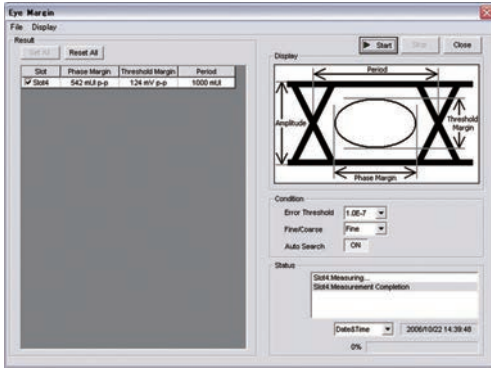 Eye Margin
File Display
Result
Set All Reset All
Slot Phase Margin Threshold Margin Period
Slot4 542 mUI p-p 124 mV p-p 1000 mUI
Start Stop Close
Display
Period
Amplitude
Threshold
Margin
Phase Margin
Condition
Error Threshold 1.0E-7
Fine/Coarse Fine
Auto Search ON
Status
Slot4:Measuring...
Slot4:Measurement Completion
Date&Time 2006/10/22 14:39:48
0%